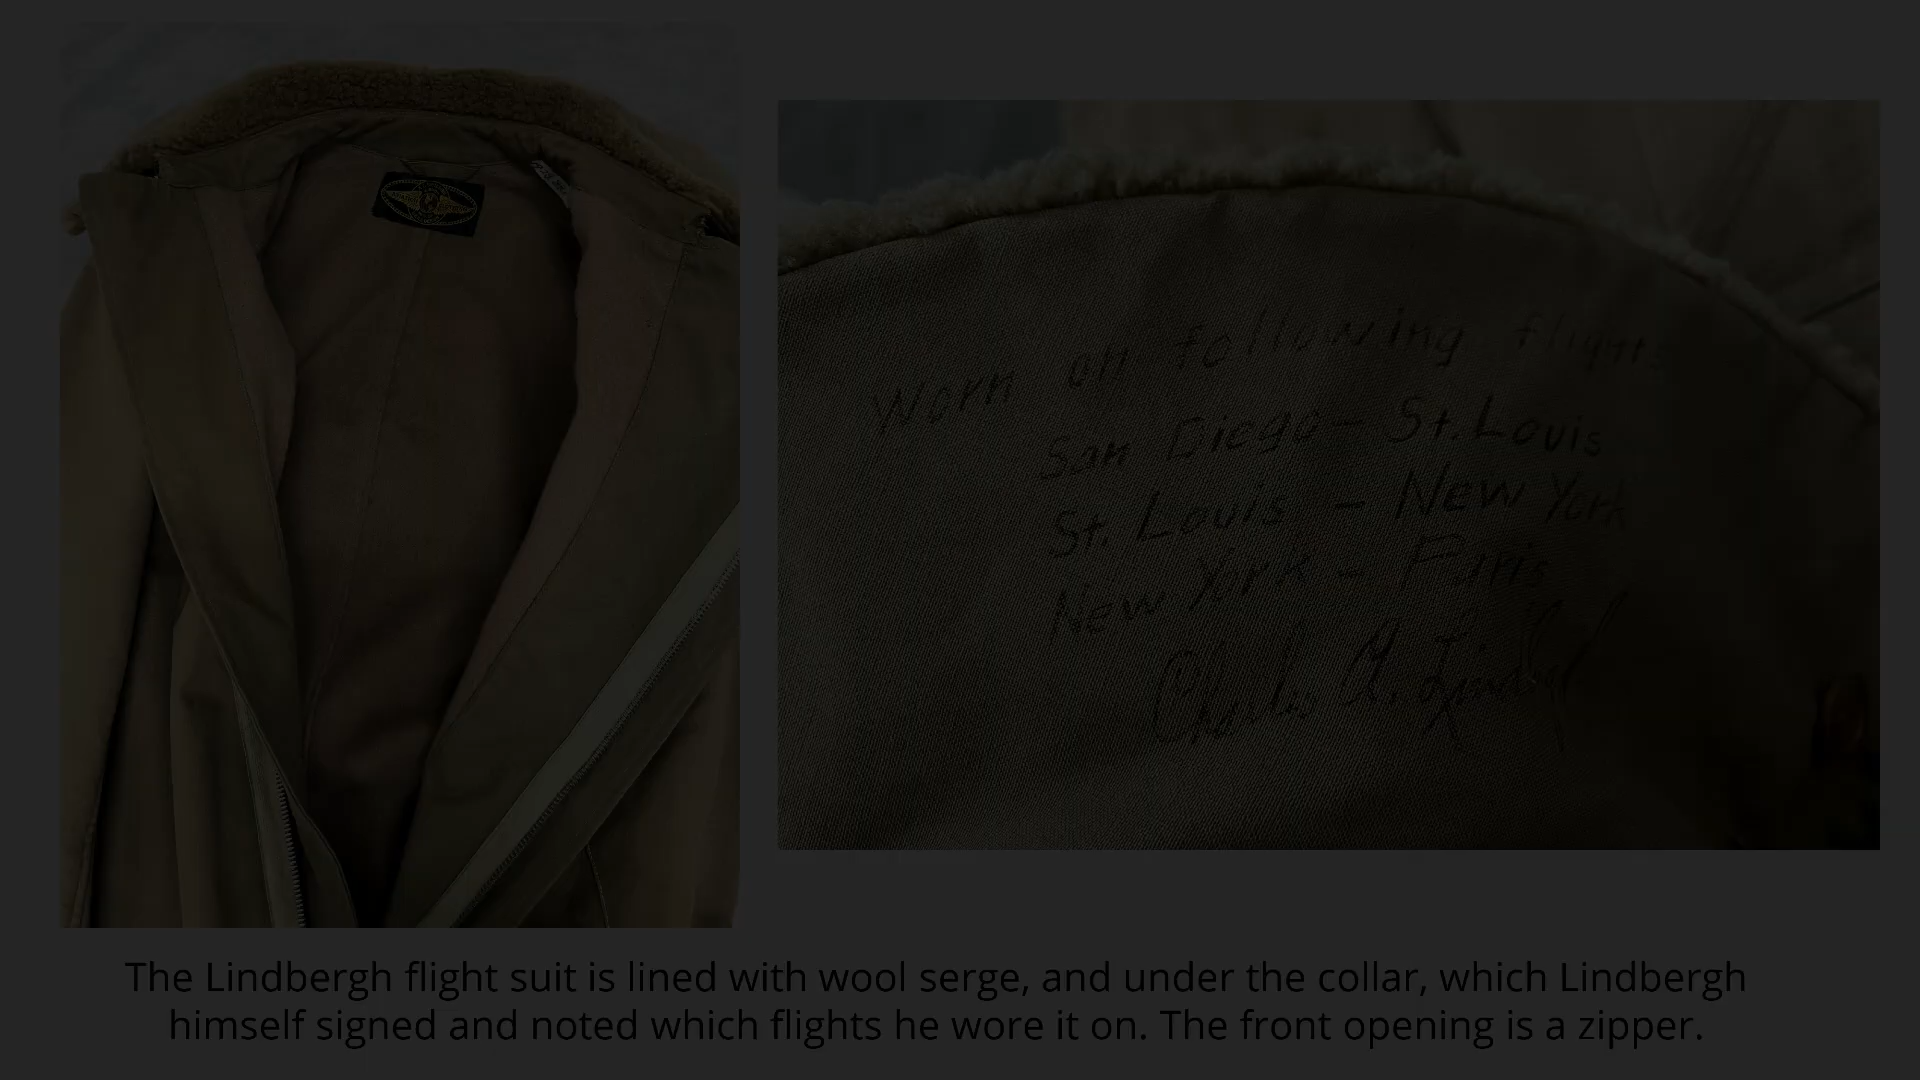 Worn on following flights
San Diego – St. Louis
St. Louis – New York
New York – Paris
Charles A. Lindbergh
The Lindbergh flight suit is lined with wool serge, and under the collar, which Lindbergh
himself signed and noted which flights he wore it on. The front opening is a zipper.